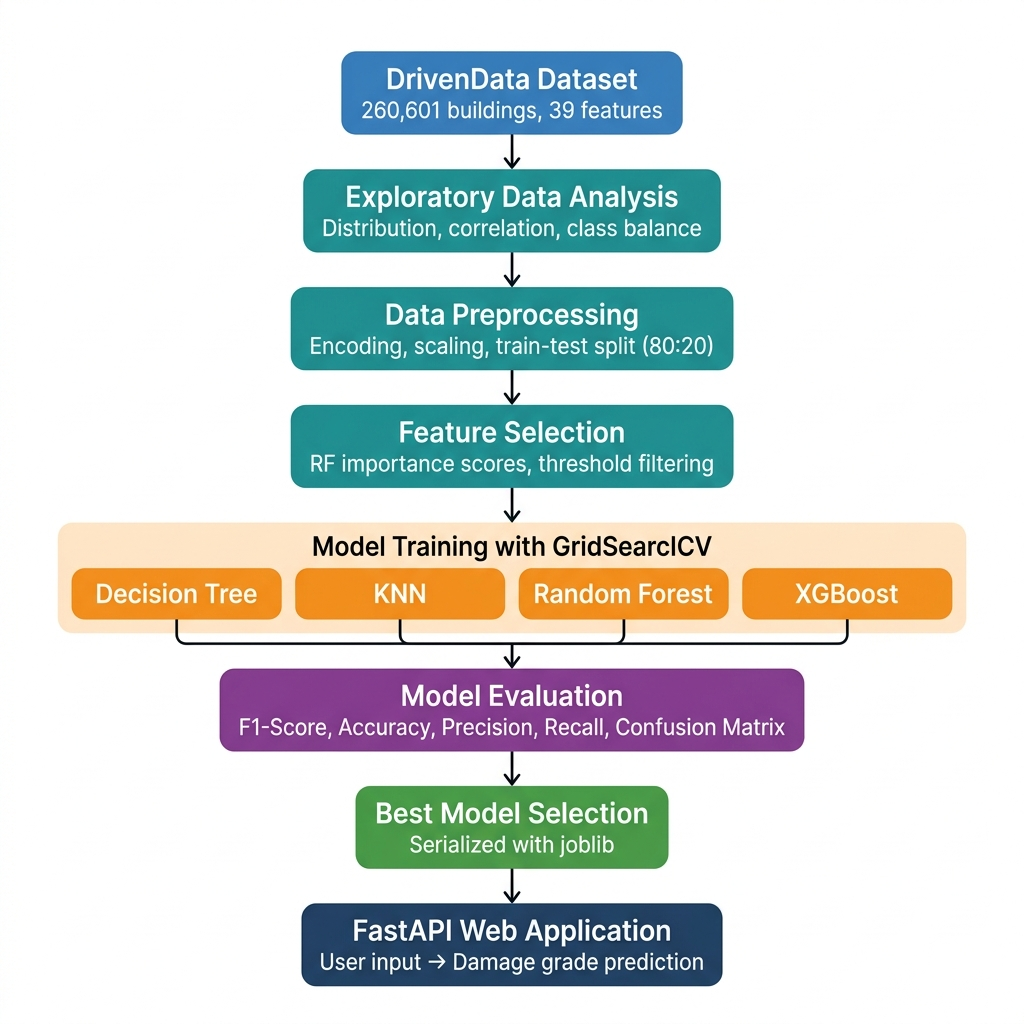 DrivenData Dataset
260,601 buildings, 39 features
Exploratory Data Analysis
Distribution, correlation, class balance
Data Preprocessing
Encoding, scaling, train-test split (80:20)
Feature Selection
RF importance scores, threshold filtering
Model Training with GridSearclCV
Decision Tree
KNN
Random Forest
XGBoost
Model Evaluation
F1-Score, Accuracy, Precision, Recall, Confusion Matrix
Best Model Selection
Serialized with joblib
FastAPI Web Application
User input → Damage grade prediction